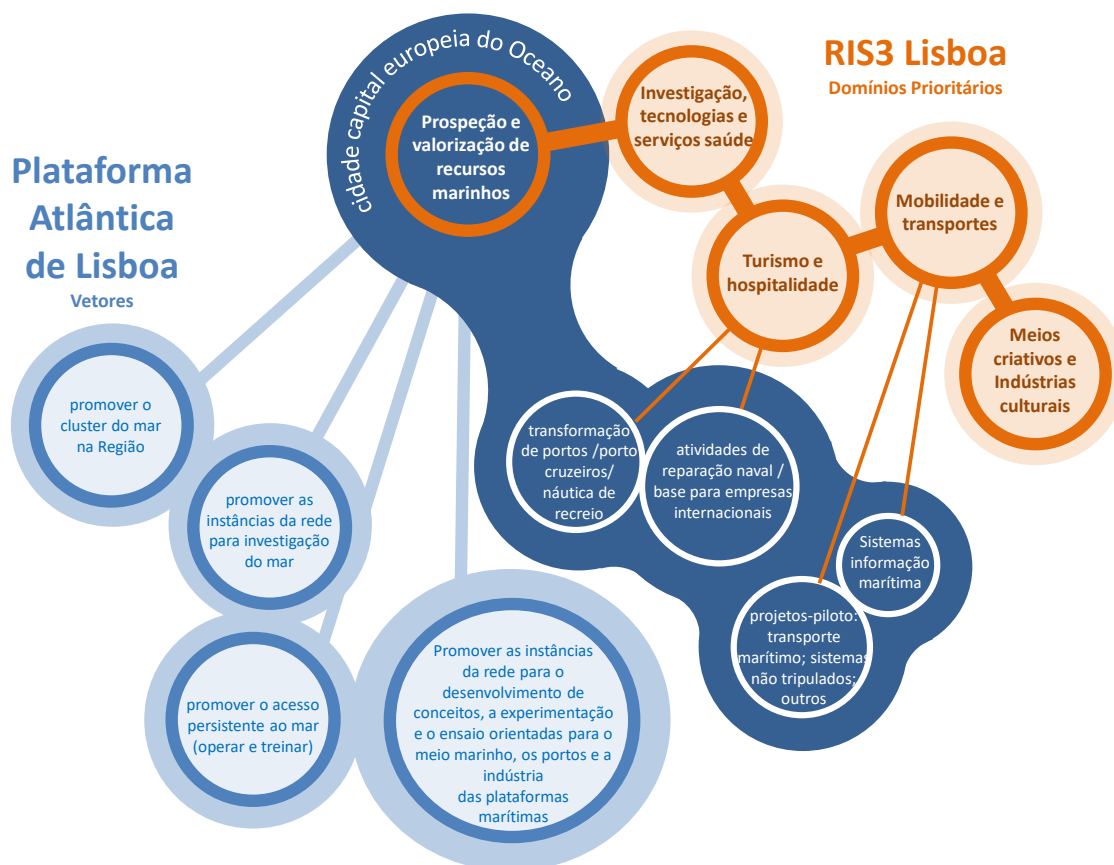 cidade capital europeia do Oceano
Prospeção e
valorização de
recursos
marinhos
RIS3 Lisboa
Domínios Prioritários
Investigação,
tecnologias e
serviços saúde
Turismo e
hospitalidade
Mobilidade e
transportes
Meios
criativos e
Indústrias
culturais
Plataforma
Atlântica
de Lisboa
Vetores
promover o
cluster do mar
na Região
promover as
instâncias da rede
para investigação
do mar
promover o acesso
persistente ao mar
(operar e treinar)
Promover as instâncias
da rede para o
desenvolvimento de
conceitos, a experimentação
e o ensaio orientadas para o
meio marinho, os portos e a
indústria
das plataformas
marítimas
transformação
de portos /porto
cruzeiros/
náutica de
recreio
atividades de
reparação naval /
base para empresas
internacionais
Sistemas
informação
marítima
projetos-piloto:
transporte
marítimo; sistemas
não tripulados;
outros